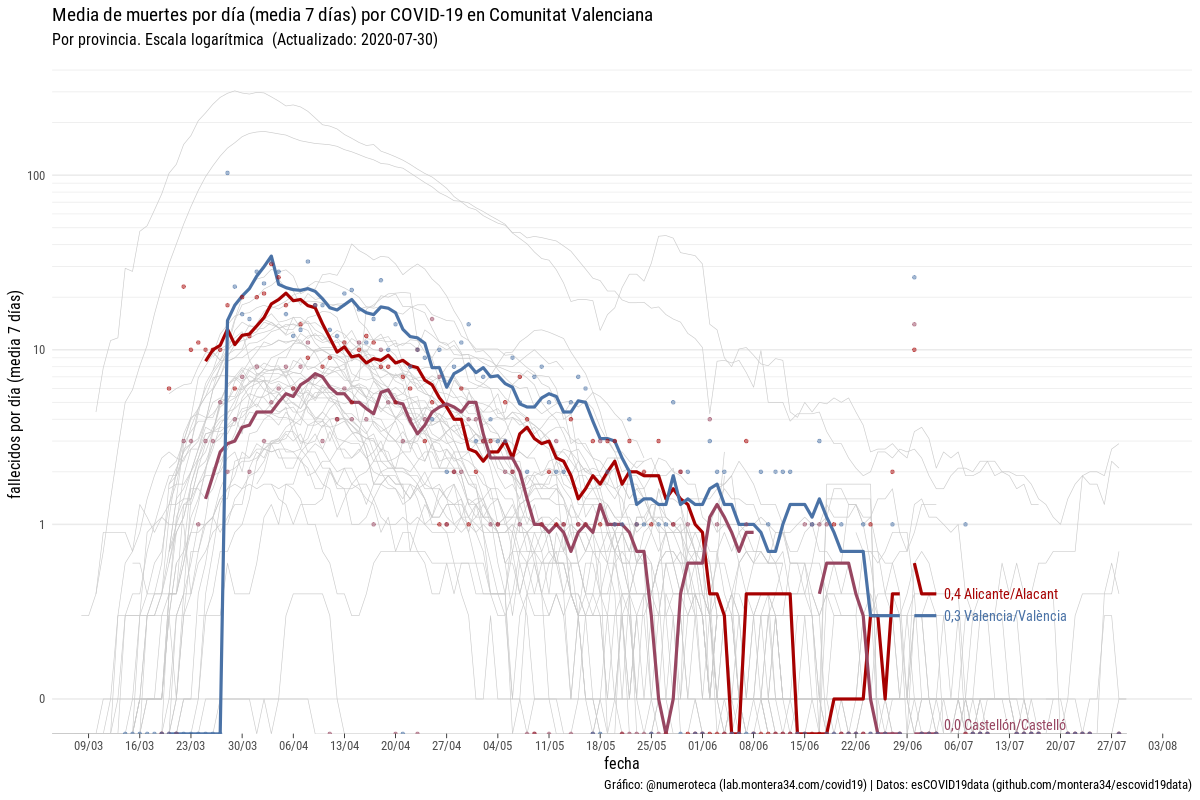 Media de muertes por día (media 7 días) por COVID-19 en Comunitat Valenciana
Por provincia. Escala logarítmica (Actualizado: 2020-07-30)
fallecidos por día (media 7 días)
100
10
1
0
0,4 Alicante/Alacant
0,3 Valencia/València
0,0 Castellón/Castelló
09/03 16/03 23/03 30/03 06/04 13/04 20/04 27/04 04/05 11/05 18/05 25/05 01/06 08/06 15/06 22/06 29/06 06/07 13/07 20/07 27/07 03/08
fecha
Gráfico: @numeroteca (lab.montera34.com/covid19) | Datos: esCOVID19data (github.com/montera34/escovid19data)